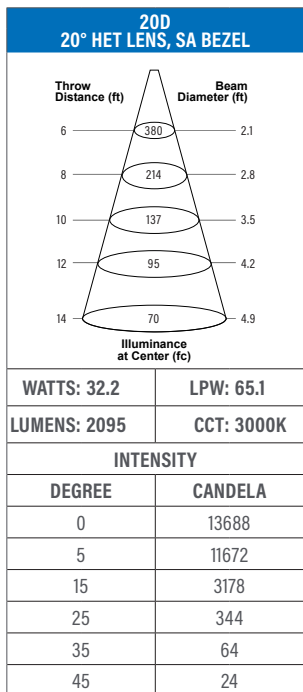 20D
20° HET LENS, SA BEZEL
Throw
Distance (ft)
Beam
Diameter (ft)
6 380 2.1
8 214 2.8
10 137 3.5
12 95 4.2
14 70 4.9
Illuminance
at Center (fc)
WATTS: 32.2 LPW: 65.1
LUMENS: 2095 CCT: 3000K
INTENSITY
DEGREE CANDELA
0 13688
5 11672
15 3178
25 344
35 64
45 24